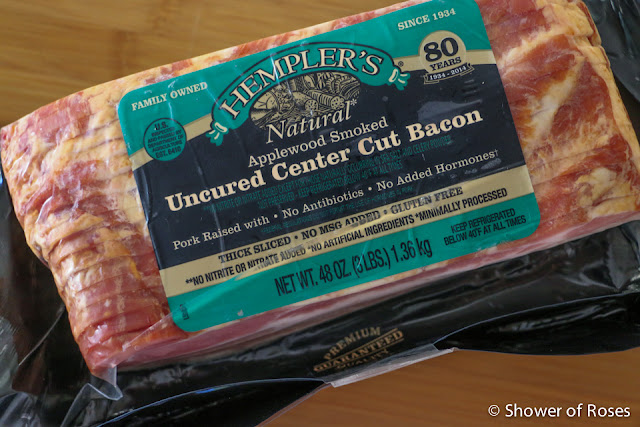 FAMILY OWNED
SINCE 1934
HEMPLER'S
80
YEARS
1934 - 2014
Natural*
Applewood Smoked
Uncured Center Cut Bacon
Pork Raised with • No Antibiotics • No Added Hormones†
THICK SLICED • NO MSG ADDED • GLUTEN FREE
**NO NITRITE OR NITRATE ADDED *NO ARTIFICIAL INGREDIENTS *MINIMALLY PROCESSED
NET WT. 48 OZ. (3 LBS.) 1.36 kg
KEEP REFRIGERATED
BELOW 40°F AT ALL TIMES
PREMIUM
GUARANTEED
QUALITY
© Shower of Roses